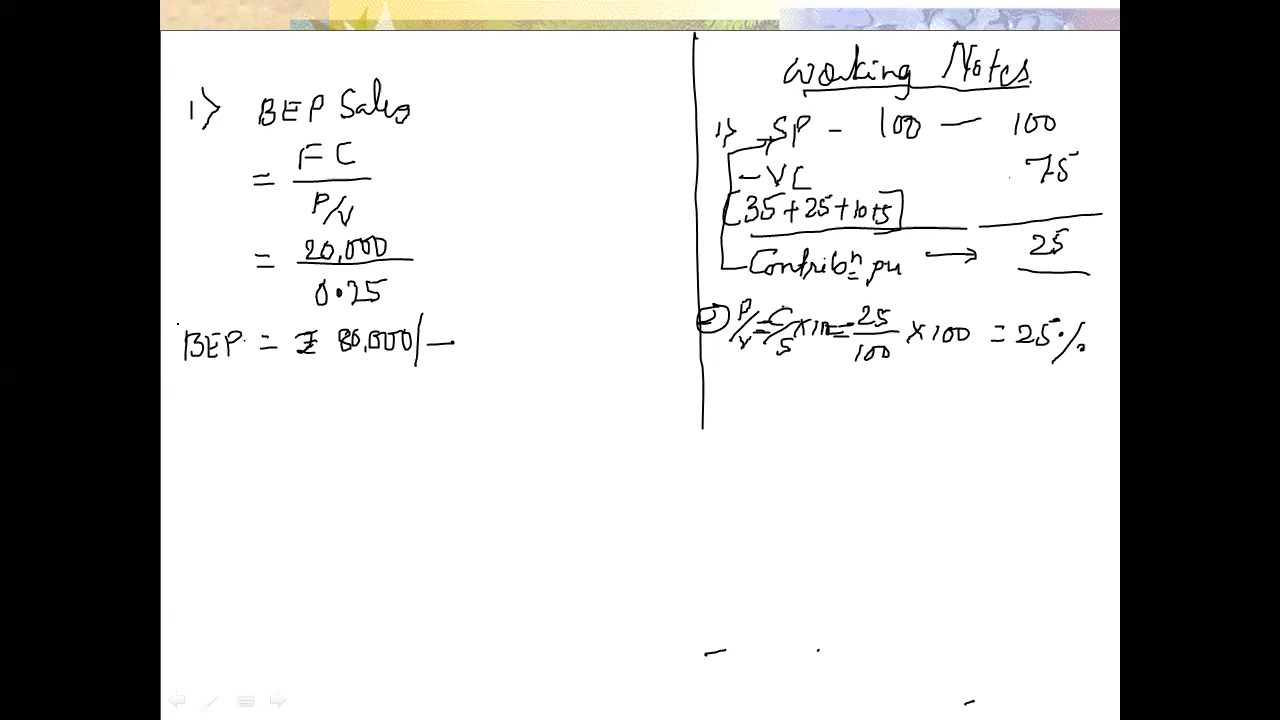 1) BEP Sales
= FC / P/V
= 20,000 / 0.25
BEP = ₹ 80,000/-
Working Notes
1) SP - 100 — 100
- VC 75
[35+25+10+5]
Contribn pu → 25
2) P/V = C/S × 100 = 25/100 × 100 = 25%